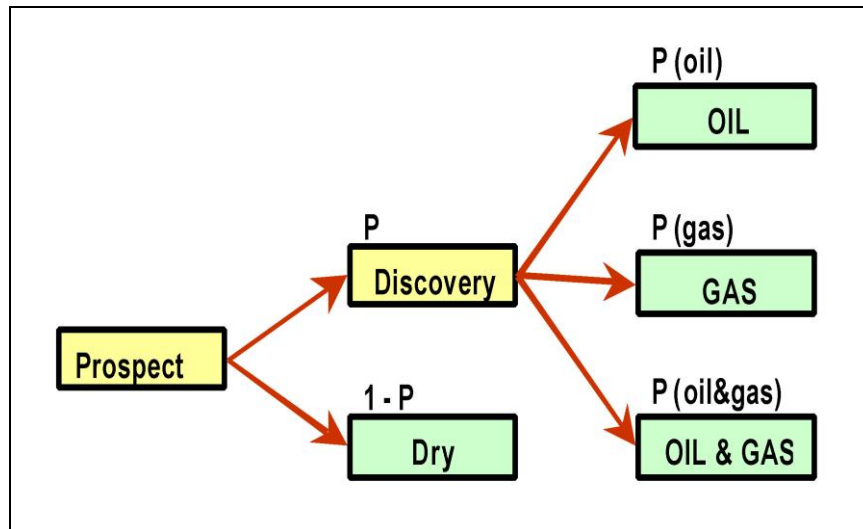 P (oil)
OIL
P
Discovery
P (gas)
GAS
Prospect
1 - P
Dry
P (oil&gas)
OIL & GAS